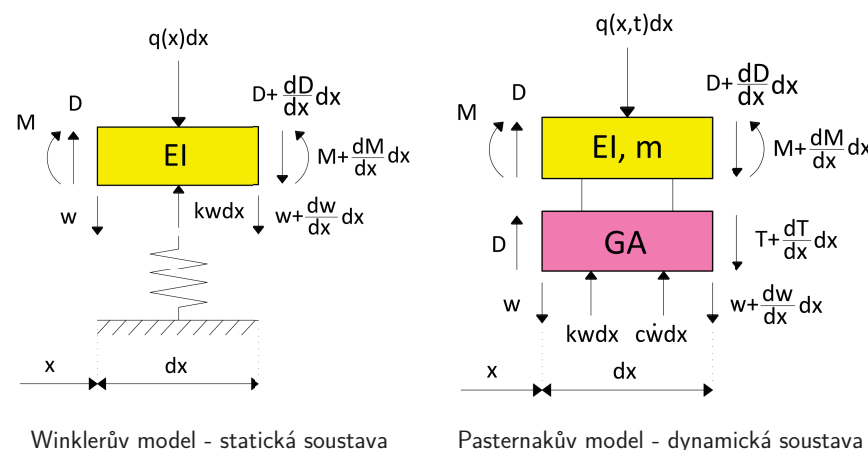 q(x)dx
D
D+ dD/dx dx
M
EI
M+ dM/dx dx
w
kwdx
w+ dw/dx dx
x
dx
Winklerův model - statická soustava
q(x,t)dx
D
D+ dD/dx dx
M
EI, m
M+ dM/dx dx
D
GA
T+ dT/dx dx
w
kwdx
cẇdx
w+ dw/dx dx
x
dx
Pasternakův model - dynamická soustava